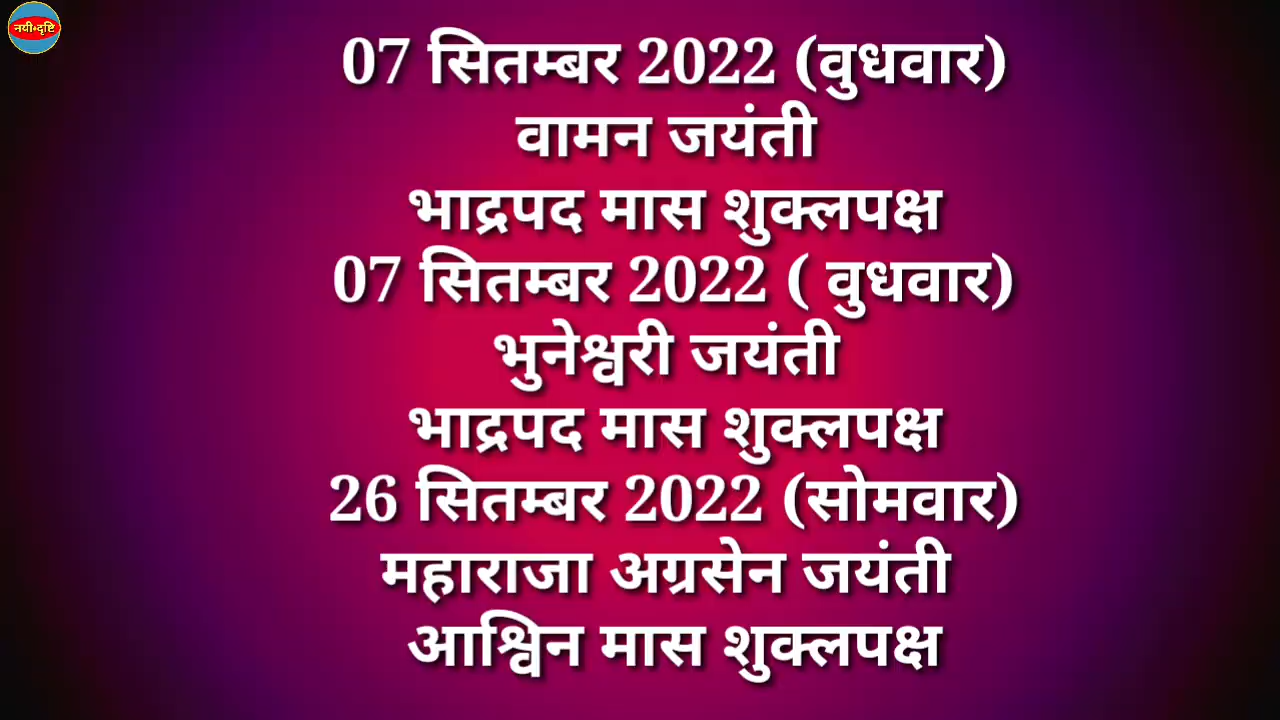 नयी•दृष्टि
07 सितम्बर 2022 (वुधवार)
वामन जयंती
भाद्रपद मास शुक्लपक्ष
07 सितम्बर 2022 ( वुधवार)
भुनेश्वरी जयंती
भाद्रपद मास शुक्लपक्ष
26 सितम्बर 2022 (सोमवार)
महाराजा अग्रसेन जयंती
आश्विन मास शुक्लपक्ष